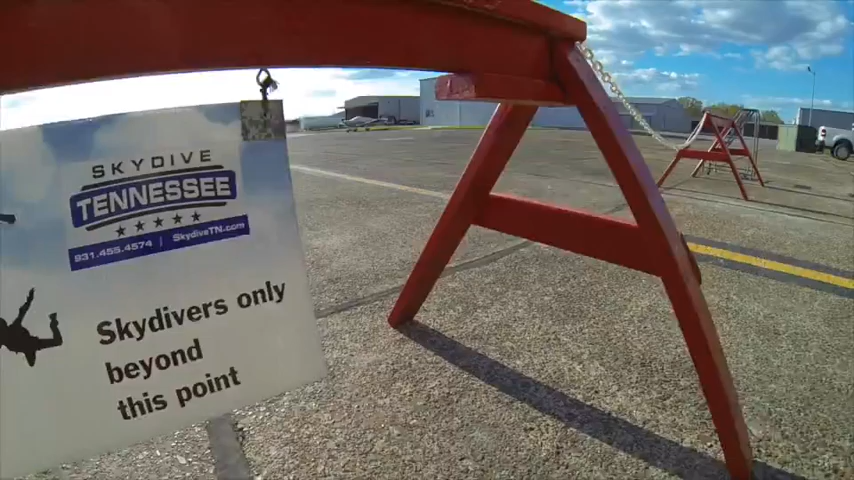 SKYDIVE
TENNESSEE
931.455.4574 | SkydiveTN.com
Skydivers only
beyond
this point